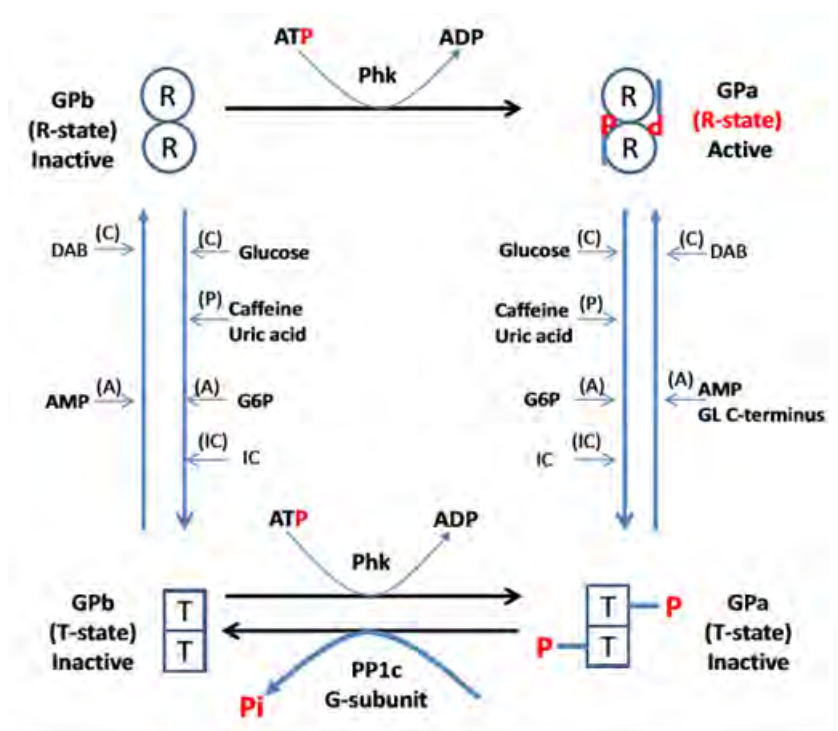 ATP ADP
Phk
GPb
(R-state)
Inactive
R
R
R
R
P P
GPa
(R-state)
Active
DAB (C)
(C) Glucose
(P) Caffeine
Uric acid
AMP (A)
(A) G6P
(IC) IC
Glucose (C)
(C) DAB
Caffeine (P)
Uric acid
G6P (A)
(A) AMP
GL C-terminus
IC (IC)
ATP ADP
Phk
GPb
(T-state)
Inactive
T
T
T P
P T
GPa
(T-state)
Inactive
PP1c
G-subunit
Pi